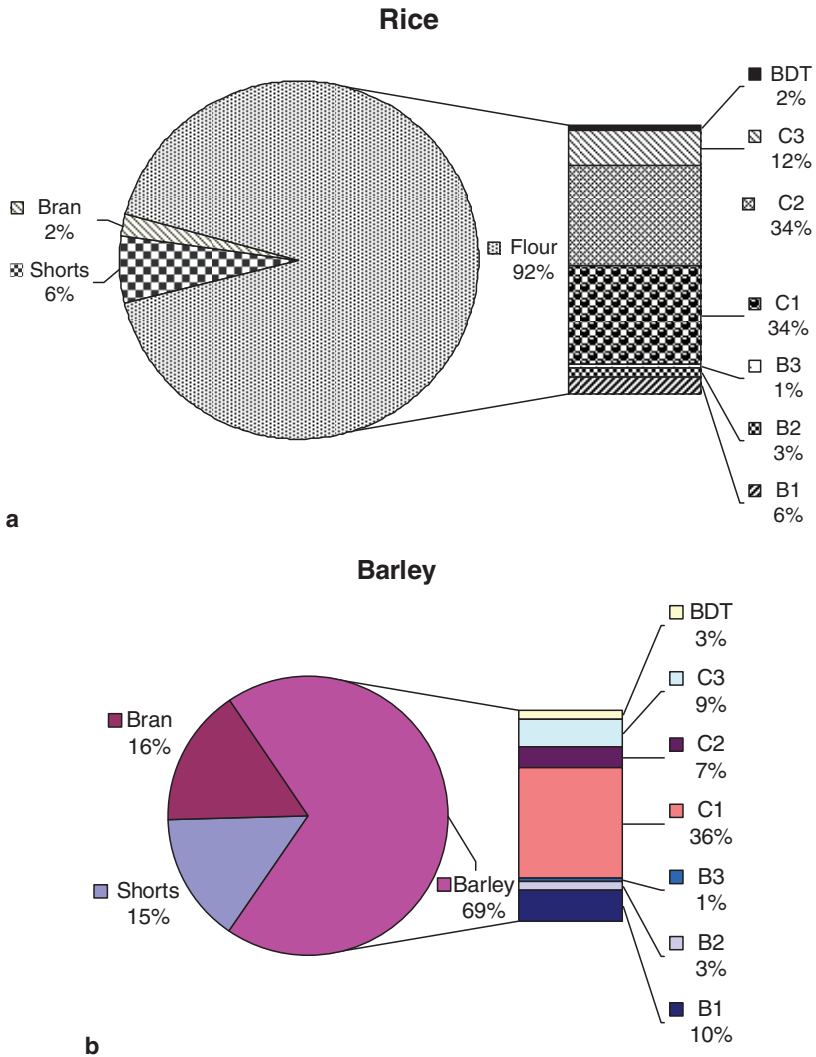 Rice
BDT
2%
C3
12%
C2
34%
Bran
2%
Flour
92%
Shorts
6%
C1
34%
B3
1%
B2
3%
B1
6%
a
Barley
BDT
3%
C3
9%
Bran
16%
C2
7%
C1
36%
Shorts
15%
Barley
69%
B3
1%
B2
3%
B1
10%
b